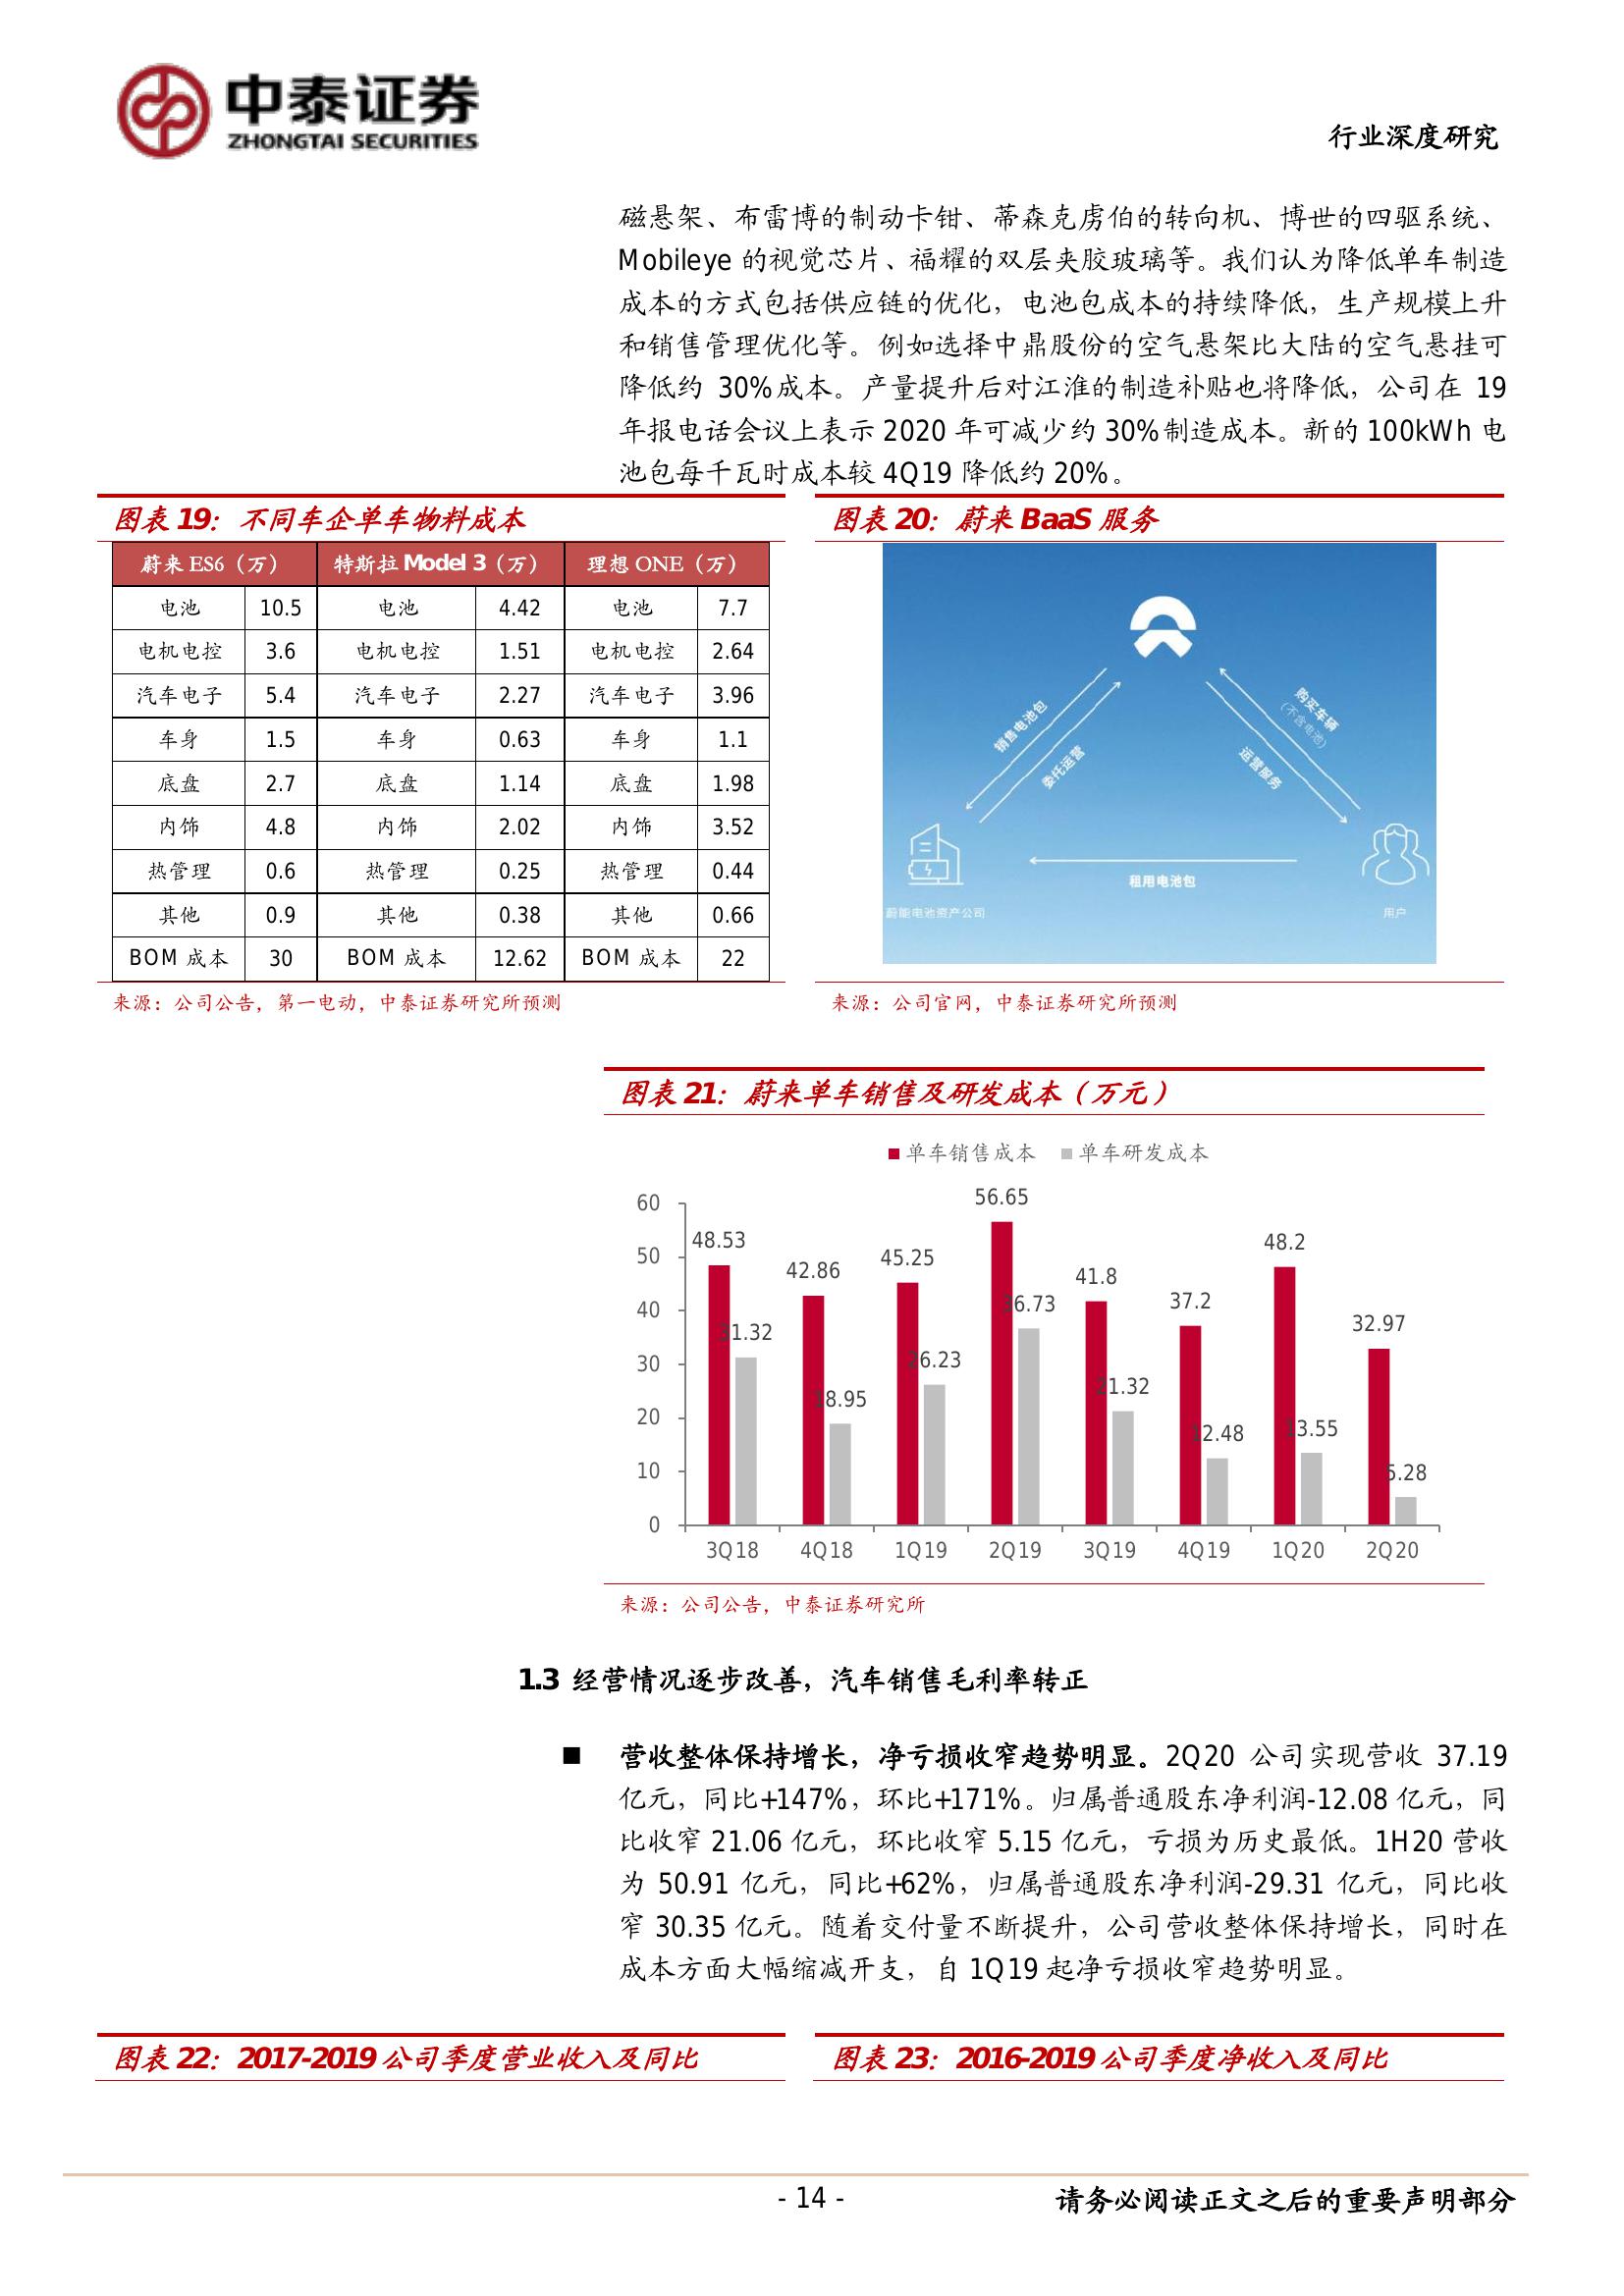 中泰证券
ZHONGTAI SECURITIES
行业深度研究
磁悬架、布雷博的制动卡钳、蒂森克虏伯的转向机、博世的四驱系统、
Mobileye 的视觉芯片、福耀的双层夹胶玻璃等。我们认为降低单车制造
成本的方式包括供应链的优化，电池包成本的持续降低，生产规模上升
和销售管理优化等。例如选择中鼎股份的空气悬架比大陆的空气悬挂可
降低约 30%成本。产量提升后对江淮的制造补贴也将降低，公司在 19
年报电话会议上表示 2020 年可减少约 30%制造成本。新的 100kWh 电
池包每千瓦时成本较 4Q19 降低约 20%。
图表 19：不同车企单车物料成本
蔚来 ES6（万） 特斯拉 Model 3（万） 理想 ONE（万）
电池 10.5 电池 4.42 电池 7.7
电机电控 3.6 电机电控 1.51 电机电控 2.64
汽车电子 5.4 汽车电子 2.27 汽车电子 3.96
车身 1.5 车身 0.63 车身 1.1
底盘 2.7 底盘 1.14 底盘 1.98
内饰 4.8 内饰 2.02 内饰 3.52
热管理 0.6 热管理 0.25 热管理 0.44
其他 0.9 其他 0.38 其他 0.66
BOM 成本 30 BOM 成本 12.62 BOM 成本 22
来源：公司公告，第一电动，中泰证券研究所预测
图表 20：蔚来 BaaS 服务
销售电池包
委托运营
购买车辆
(不含电池)
运营服务
租用电池包
蔚能电池资产公司
用户
来源：公司官网，中泰证券研究所预测
图表 21：蔚来单车销售及研发成本（万元）
单车销售成本 单车研发成本
60
50
40
30
20
10
0
48.53 42.86 45.25 56.65 41.8 37.2 48.2 32.97
31.32 18.95 26.23 36.73 21.32 12.48 13.55 5.28
3Q18 4Q18 1Q19 2Q19 3Q19 4Q19 1Q20 2Q20
来源：公司公告，中泰证券研究所
1.3 经营情况逐步改善，汽车销售毛利率转正
■ 营收整体保持增长，净亏损收窄趋势明显。2Q20 公司实现营收 37.19
亿元，同比+147%，环比+171%。归属普通股东净利润-12.08 亿元，同
比收窄 21.06 亿元，环比收窄 5.15 亿元，亏损为历史最低。1H20 营收
为 50.91 亿元，同比+62%，归属普通股东净利润-29.31 亿元，同比收
窄 30.35 亿元。随着交付量不断提升，公司营收整体保持增长，同时在
成本方面大幅缩减开支，自 1Q19 起净亏损收窄趋势明显。
图表 22：2017-2019 公司季度营业收入及同比
图表 23：2016-2019 公司季度净收入及同比
- 14 -
请务必阅读正文之后的重要声明部分